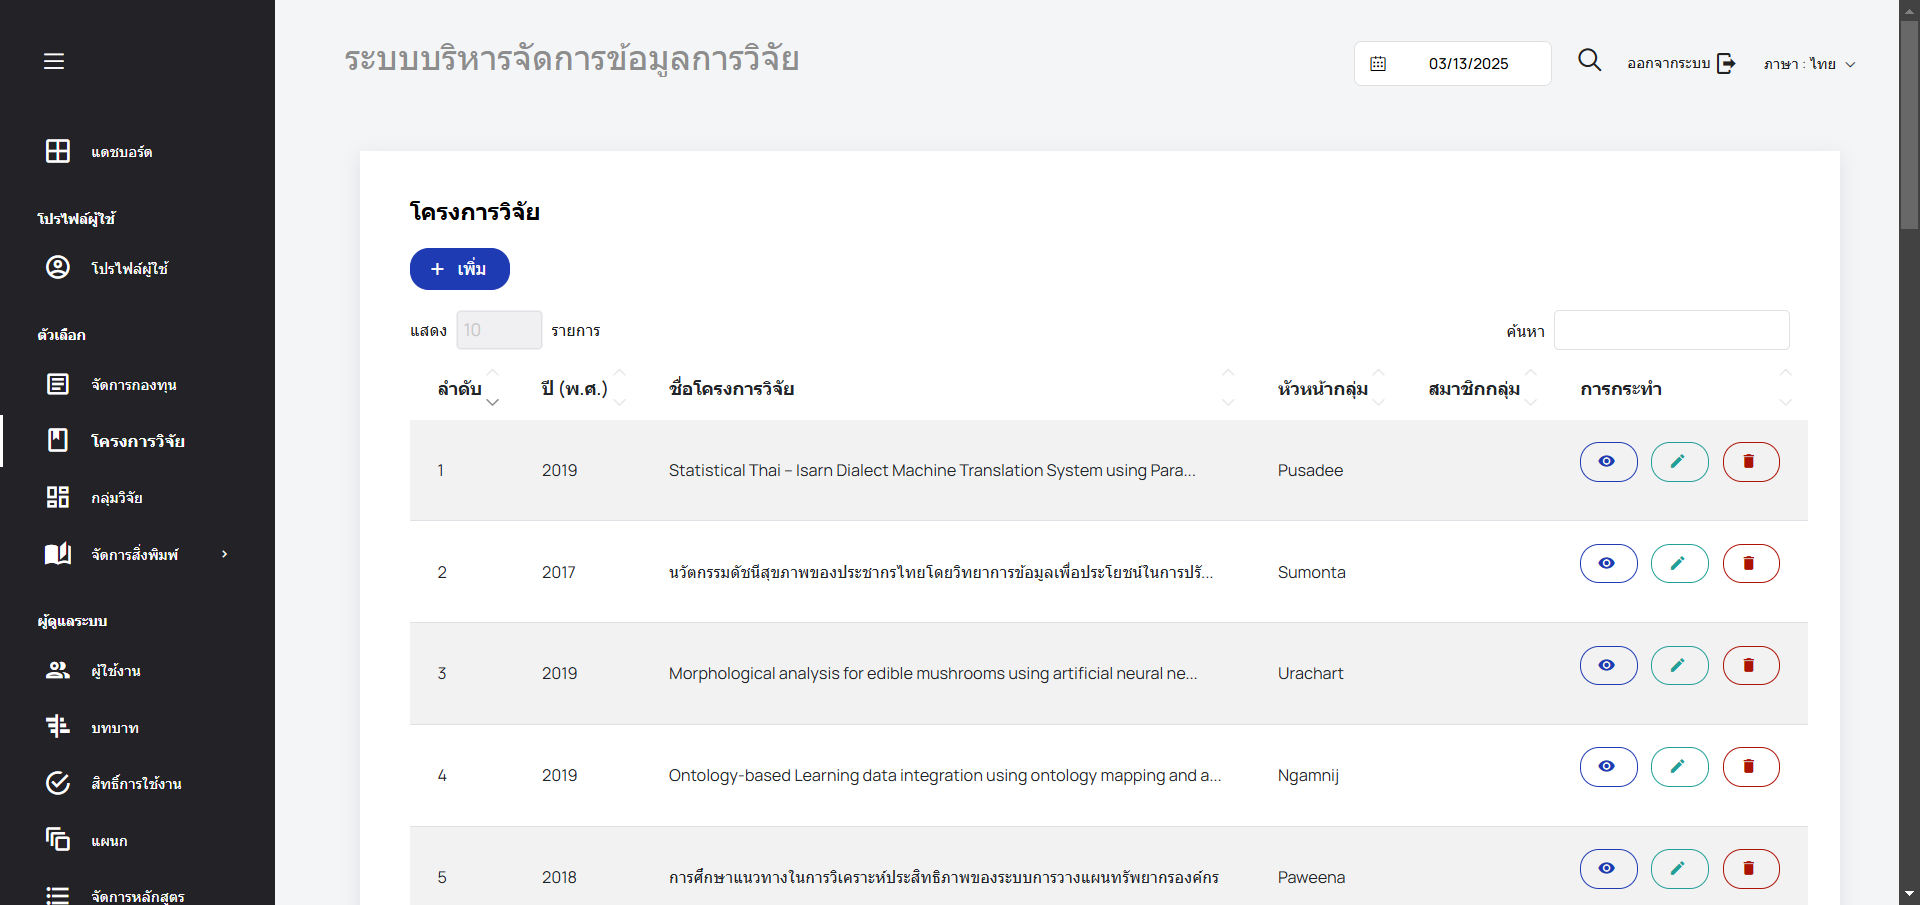 ระบบบริหารจัดการข้อมูลการวิจัย
03/13/2025
ออกจากระบบ
ภาษา : ไทย
แดชบอร์ด
โปรไฟล์ผู้ใช้
โปรไฟล์ผู้ใช้
ตัวเลือก
จัดการกองทุน
โครงการวิจัย
กลุ่มวิจัย
จัดการสิ่งพิมพ์
ผู้ดูแลระบบ
ผู้ใช้งาน
บทบาท
สิทธิ์การใช้งาน
แผนก
จัดการหลักสูตร
โครงการวิจัย
+ เพิ่ม
แสดง 10 รายการ
ค้นหา
ลำดับ ปี (พ.ศ.) ชื่อโครงการวิจัย หัวหน้ากลุ่ม สมาชิกกลุ่ม การกระทำ
1 2019 Statistical Thai – Isarn Dialect Machine Translation System using Para... Pusadee
2 2017 นวัตกรรมดัชนีสุขภาพของประชากรไทยโดยวิทยาการข้อมูลเพื่อประโยชน์ในการปรั... Sumonta
3 2019 Morphological analysis for edible mushrooms using artificial neural ne... Urachart
4 2019 Ontology-based Learning data integration using ontology mapping and a... Ngamnij
5 2018 การศึกษาแนวทางในการวิเคราะห์ประสิทธิภาพของระบบการวางแผนทรัพยากรองค์กร Paweena